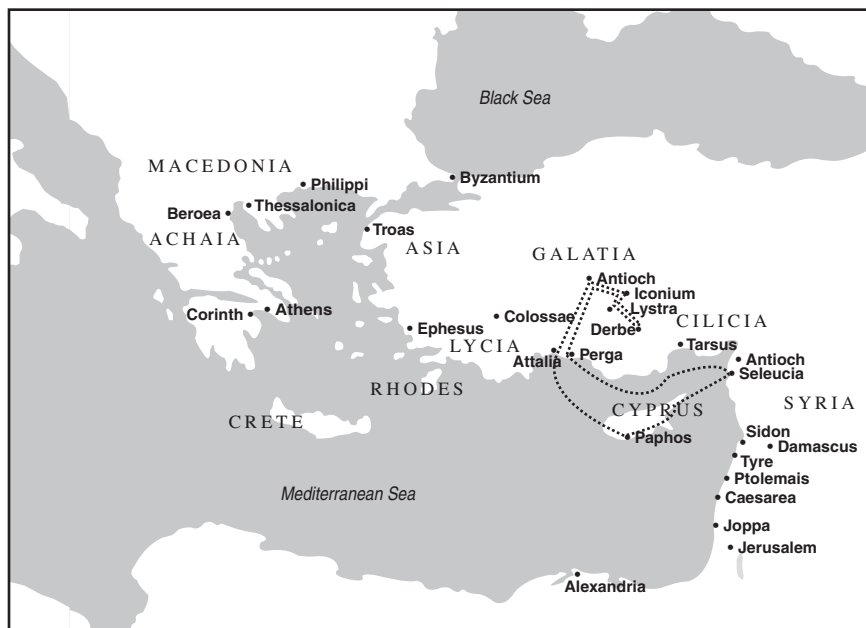 Black Sea
MACEDONIA
Philippi
Byzantium
Thessalonica
Beroea
ACHAIA
Troas
ASIA
GALATIA
Antioch
Iconium
Lystra
Derbe
CILICIA
Corinth
Athens
Ephesus
Colossae
LYCIA
Attalia
Perga
Tarsus
Antioch
Seleucia
RHODES
CRETE
CYPRUS
SYRIA
Paphos
Sidon
Damascus
Tyre
Ptolemais
Mediterranean Sea
Caesarea
Joppa
Jerusalem
Alexandria